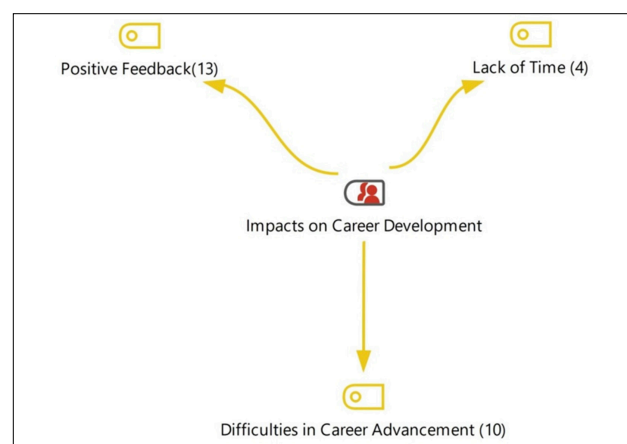 Positive Feedback(13)
Lack of Time (4)
Impacts on Career Development
Difficulties in Career Advancement (10)